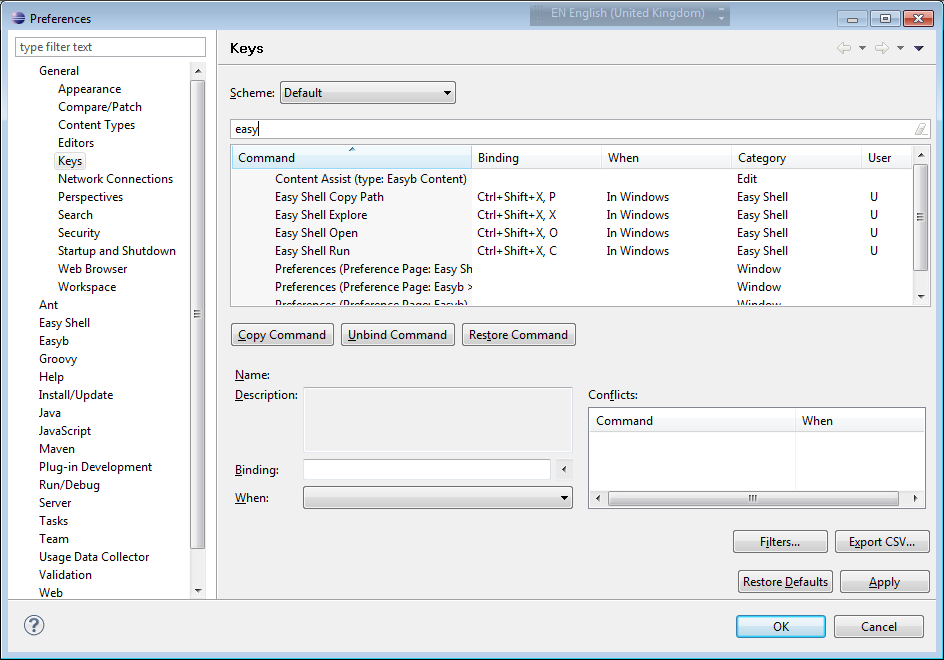 Preferences
EN English (United Kingdom)
type filter text
General
Appearance
Compare/Patch
Content Types
Editors
Keys
Network Connections
Perspectives
Search
Security
Startup and Shutdown
Web Browser
Workspace
Ant
Easy Shell
Easyb
Groovy
Help
Install/Update
Java
JavaScript
Maven
Plug-in Development
Run/Debug
Server
Tasks
Team
Usage Data Collector
Validation
Web
Keys
Scheme: Default
easy
Command Binding When Category User
Content Assist (type: Easyb Content) Edit
Easy Shell Copy Path Ctrl+Shift+X, P In Windows Easy Shell U
Easy Shell Explore Ctrl+Shift+X, X In Windows Easy Shell U
Easy Shell Open Ctrl+Shift+X, O In Windows Easy Shell U
Easy Shell Run Ctrl+Shift+X, C In Windows Easy Shell U
Preferences (Preference Page: Easy Sh Window
Preferences (Preference Page: Easyb > Window
Preferences (Preference Page: Easyb) Window
Copy Command Unbind Command Restore Command
Name:
Description:
Binding:
When:
Conflicts:
Command When
Filters... Export CSV...
Restore Defaults Apply
? OK Cancel